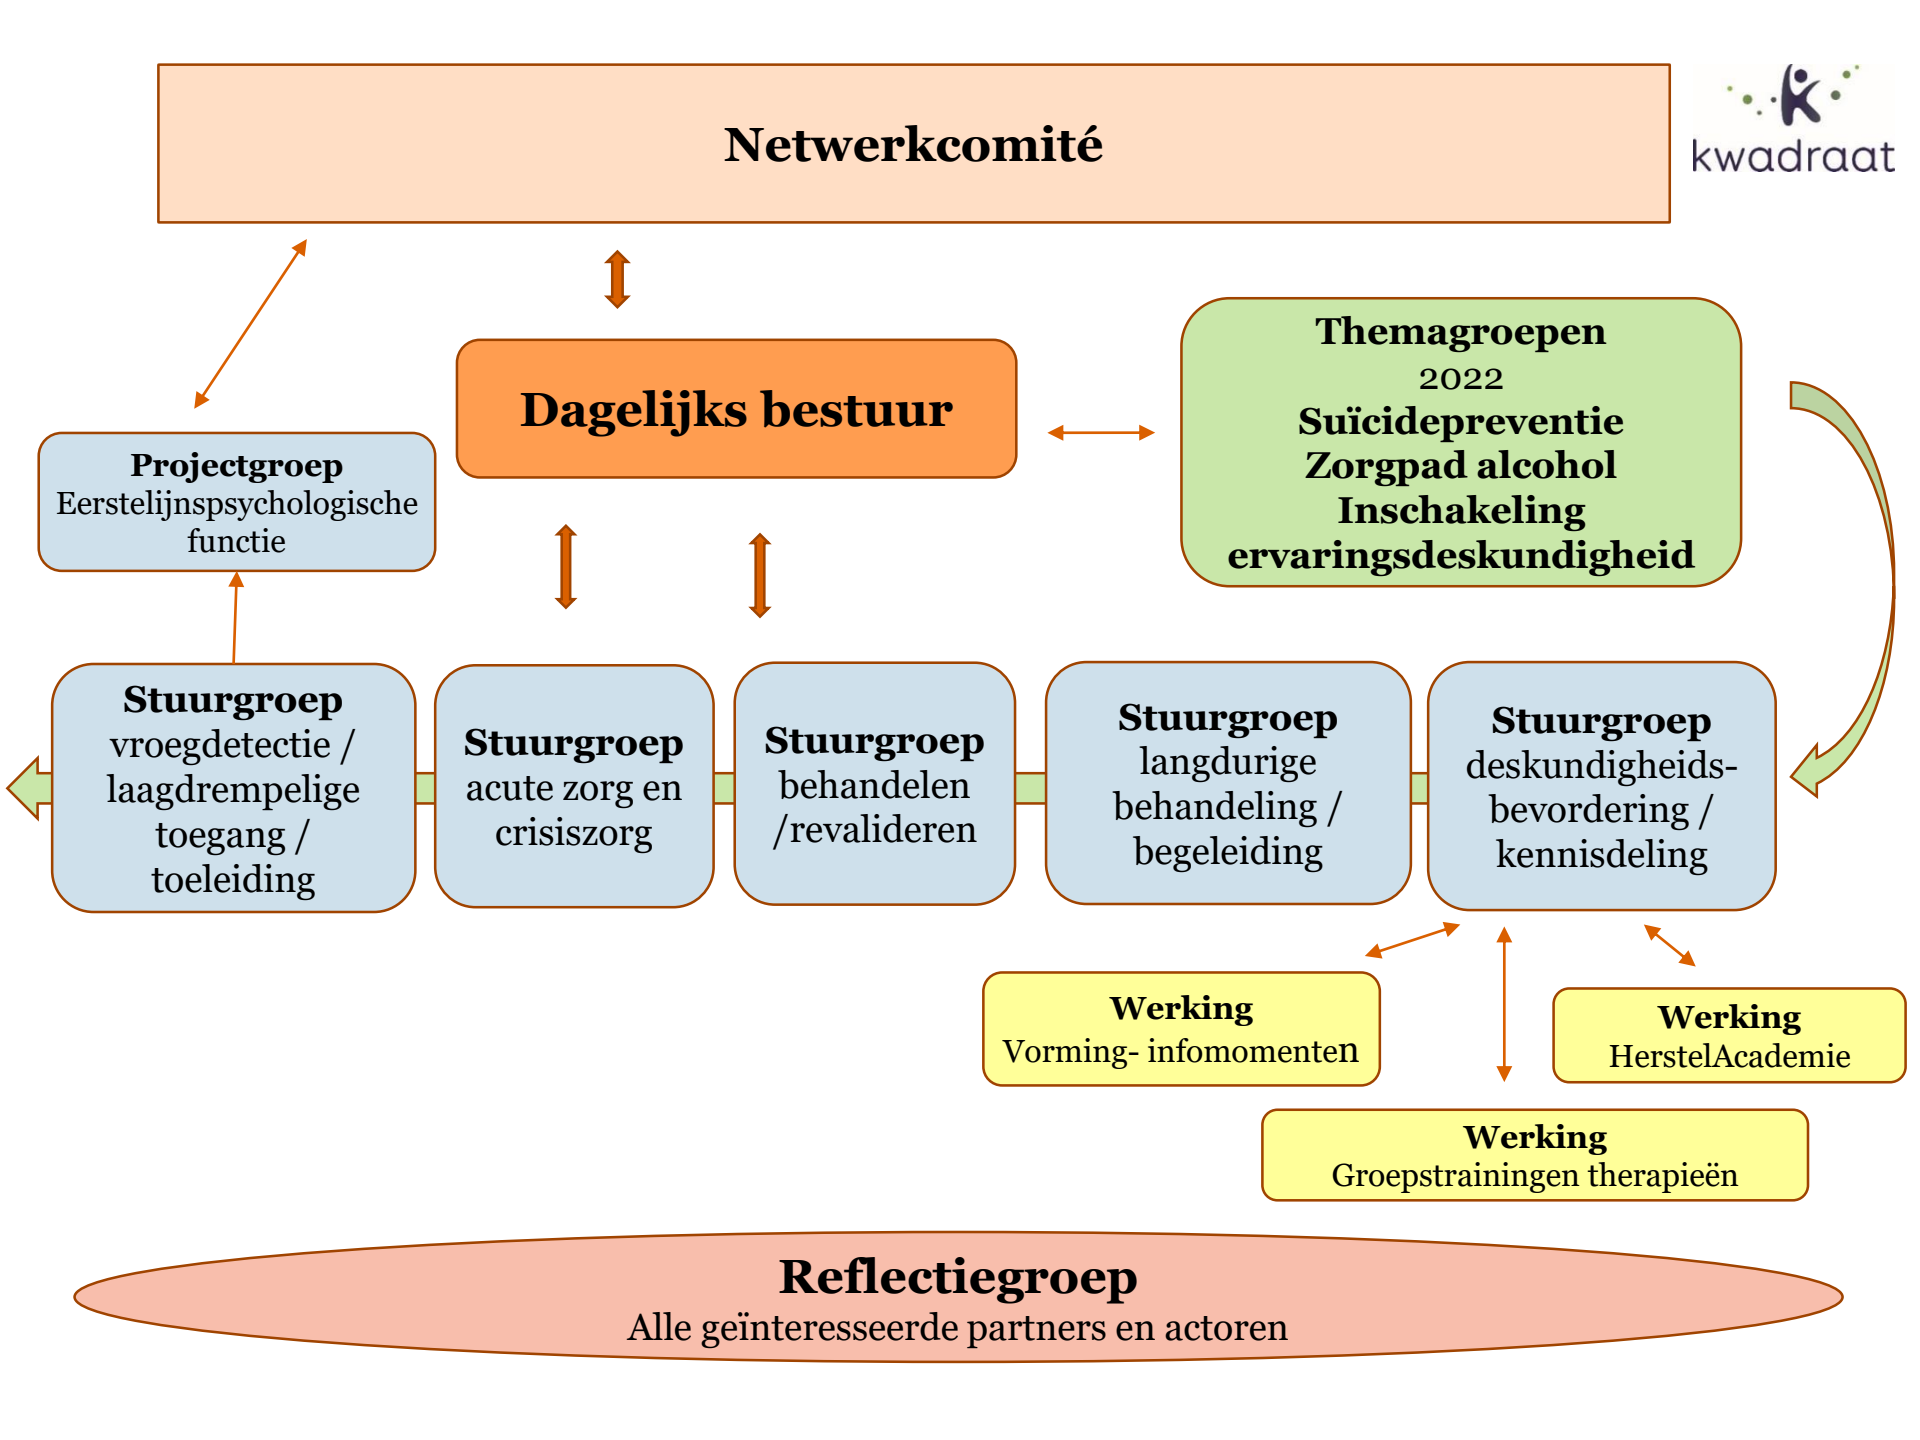 Netwerkcomité
kwadraat
Dagelijks bestuur
Themagroepen
2022
Suïcidepreventie
Zorgpad alcohol
Inschakeling
ervaringsdeskundigheid
Projectgroep
Eerstelijnspsychologische
functie
Stuurgroep
vroegdetectie /
laagdrempelige
toegang /
toeleiding
Stuurgroep
acute zorg en
crisiszorg
Stuurgroep
behandelen
/revalideren
Stuurgroep
langdurige
behandeling /
begeleiding
Stuurgroep
deskundigheids-
bevordering /
kennisdeling
Werking
Vorming- infomomenten
Werking
HerstelAcademie
Werking
Groepstrainingen therapieën
Reflectiegroep
Alle geïnteresseerde partners en actoren